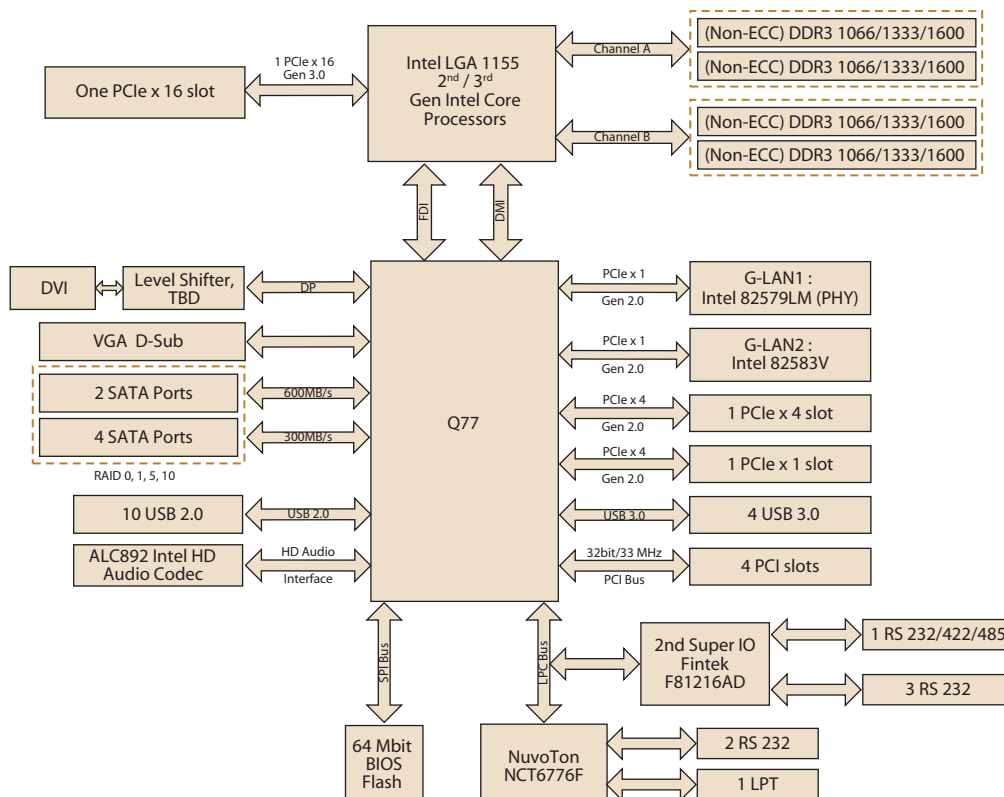 (Non-ECC) DDR3 1066/1333/1600
(Non-ECC) DDR3 1066/1333/1600
Channel A
Intel LGA 1155
2nd / 3rd
Gen Intel Core
Processors
1 PCIe x 16
Gen 3.0
One PCIe x 16 slot
(Non-ECC) DDR3 1066/1333/1600
(Non-ECC) DDR3 1066/1333/1600
Channel B
FDI
DMI
DVI
Level Shifter,
TBD
DP
PCIe x 1
Gen 2.0
G-LAN1 :
Intel 82579LM (PHY)
VGA D-Sub
PCIe x 1
Gen 2.0
G-LAN2 :
Intel 82583V
2 SATA Ports
600MB/s
Q77
PCIe x 4
Gen 2.0
1 PCIe x 4 slot
4 SATA Ports
300MB/s
RAID 0, 1, 5, 10
PCIe x 4
Gen 2.0
1 PCIe x 1 slot
10 USB 2.0
USB 2.0
USB 3.0
4 USB 3.0
ALC892 Intel HD
Audio Codec
HD Audio
Interface
32bit/33 MHz
PCI Bus
4 PCI slots
SPI Bus
LPC Bus
2nd Super IO
Fintek
F81216AD
1 RS 232/422/485
3 RS 232
64 Mbit
BIOS
Flash
NuvoTon
NCT6776F
2 RS 232
1 LPT